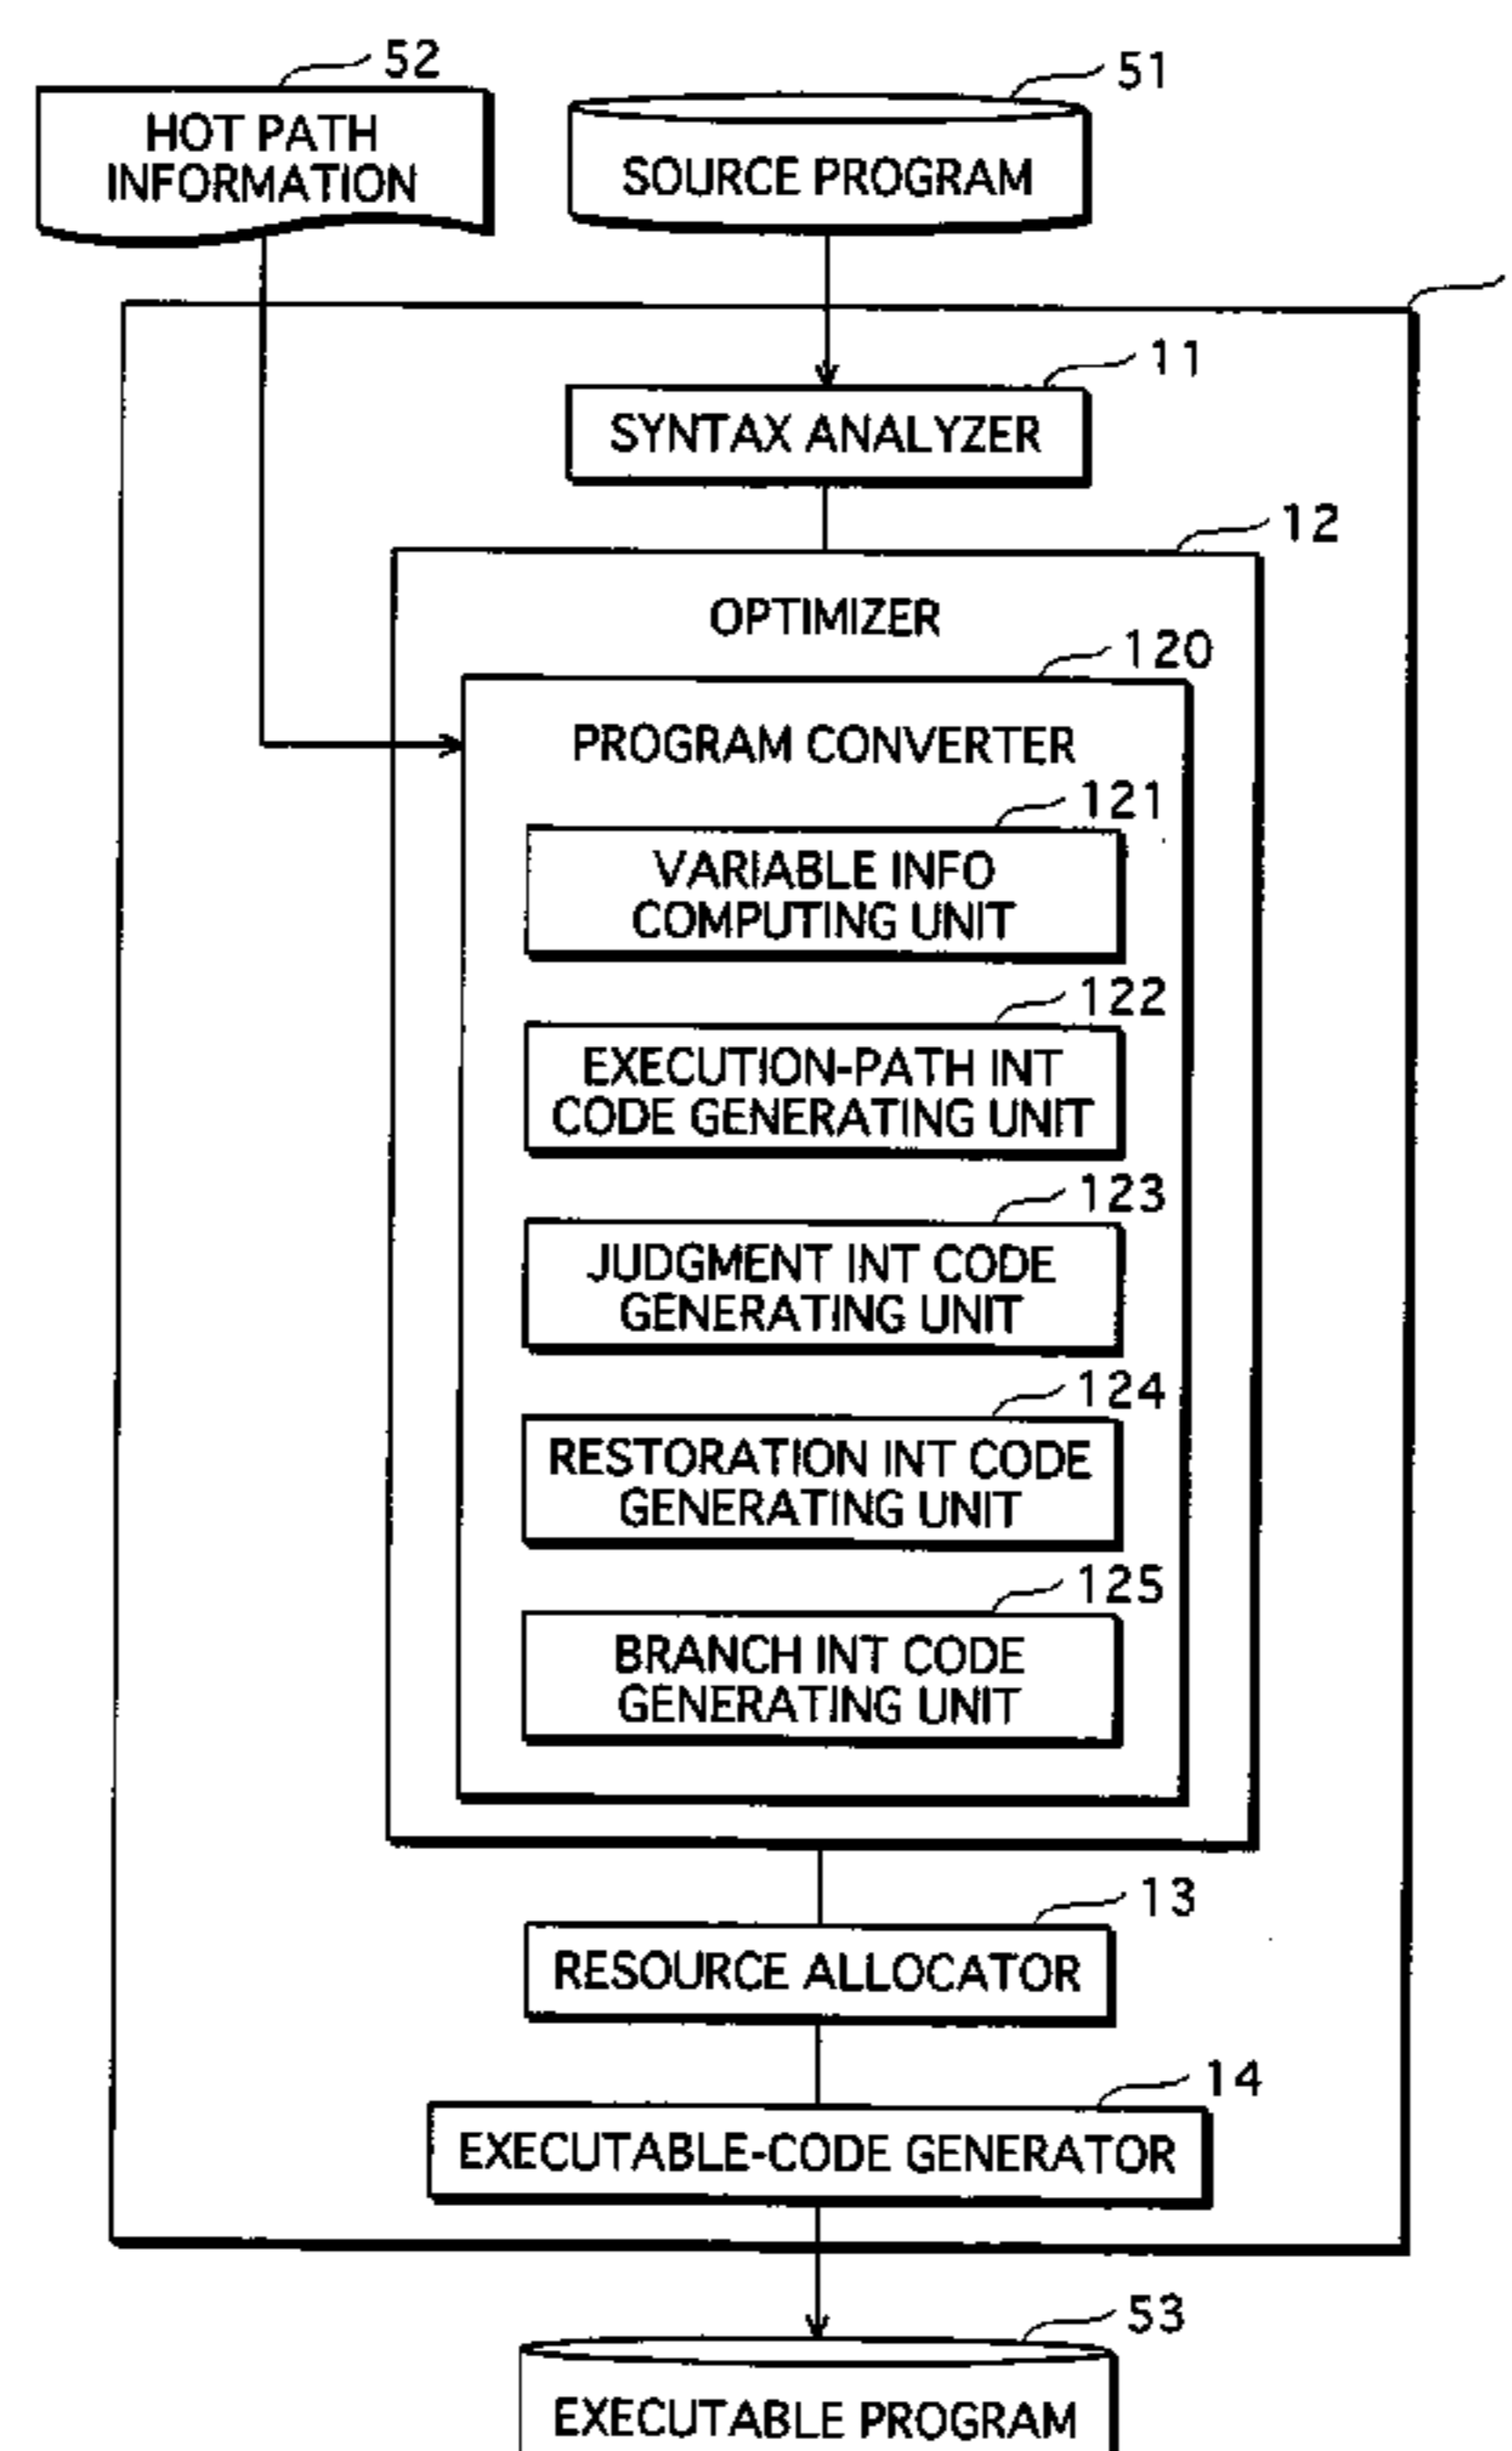 52
HOT PATH
INFORMATION
51
SOURCE PROGRAM
11
SYNTAX ANALYZER
12
OPTIMIZER
120
PROGRAM CONVERTER
121
VARIABLE INFO
COMPUTING UNIT
122
EXECUTION-PATH INT
CODE GENERATING UNIT
123
JUDGMENT INT CODE
GENERATING UNIT
124
RESTORATION INT CODE
GENERATING UNIT
125
BRANCH INT CODE
GENERATING UNIT
13
RESOURCE ALLOCATOR
14
EXECUTABLE-CODE GENERATOR
53
EXECUTABLE PROGRAM